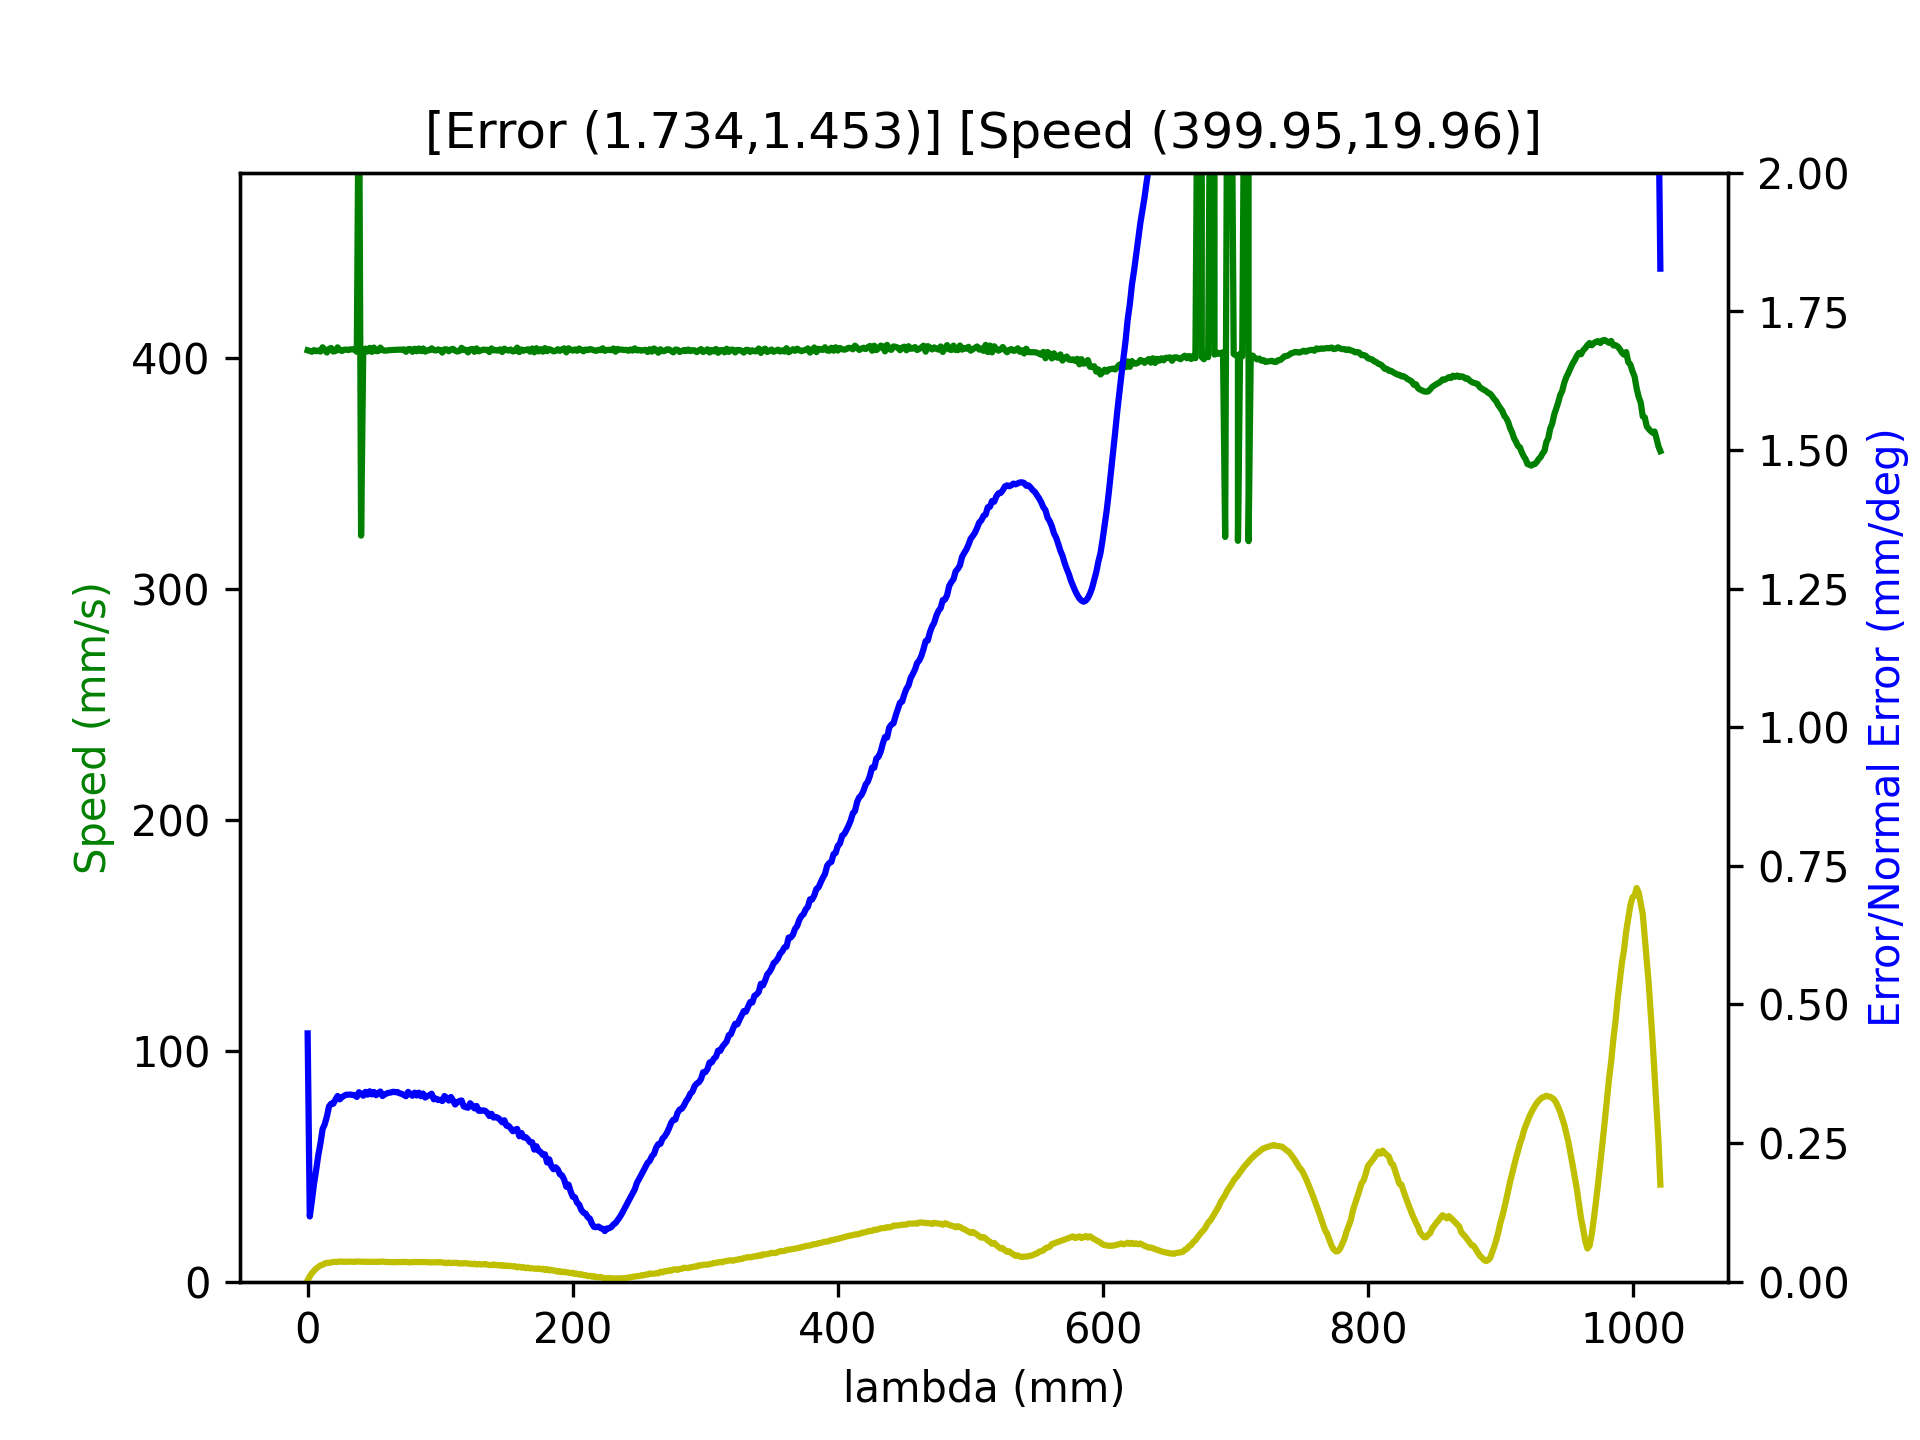 [Error (1.734,1.453)] [Speed (399.95,19.96)]
Speed (mm/s)
400
300
200
100
0
2.00
1.75
1.50
1.25
1.00
0.75
0.50
0.25
0.00
Error/Normal Error (mm/deg)
0 200 400 600 800 1000
lambda (mm)